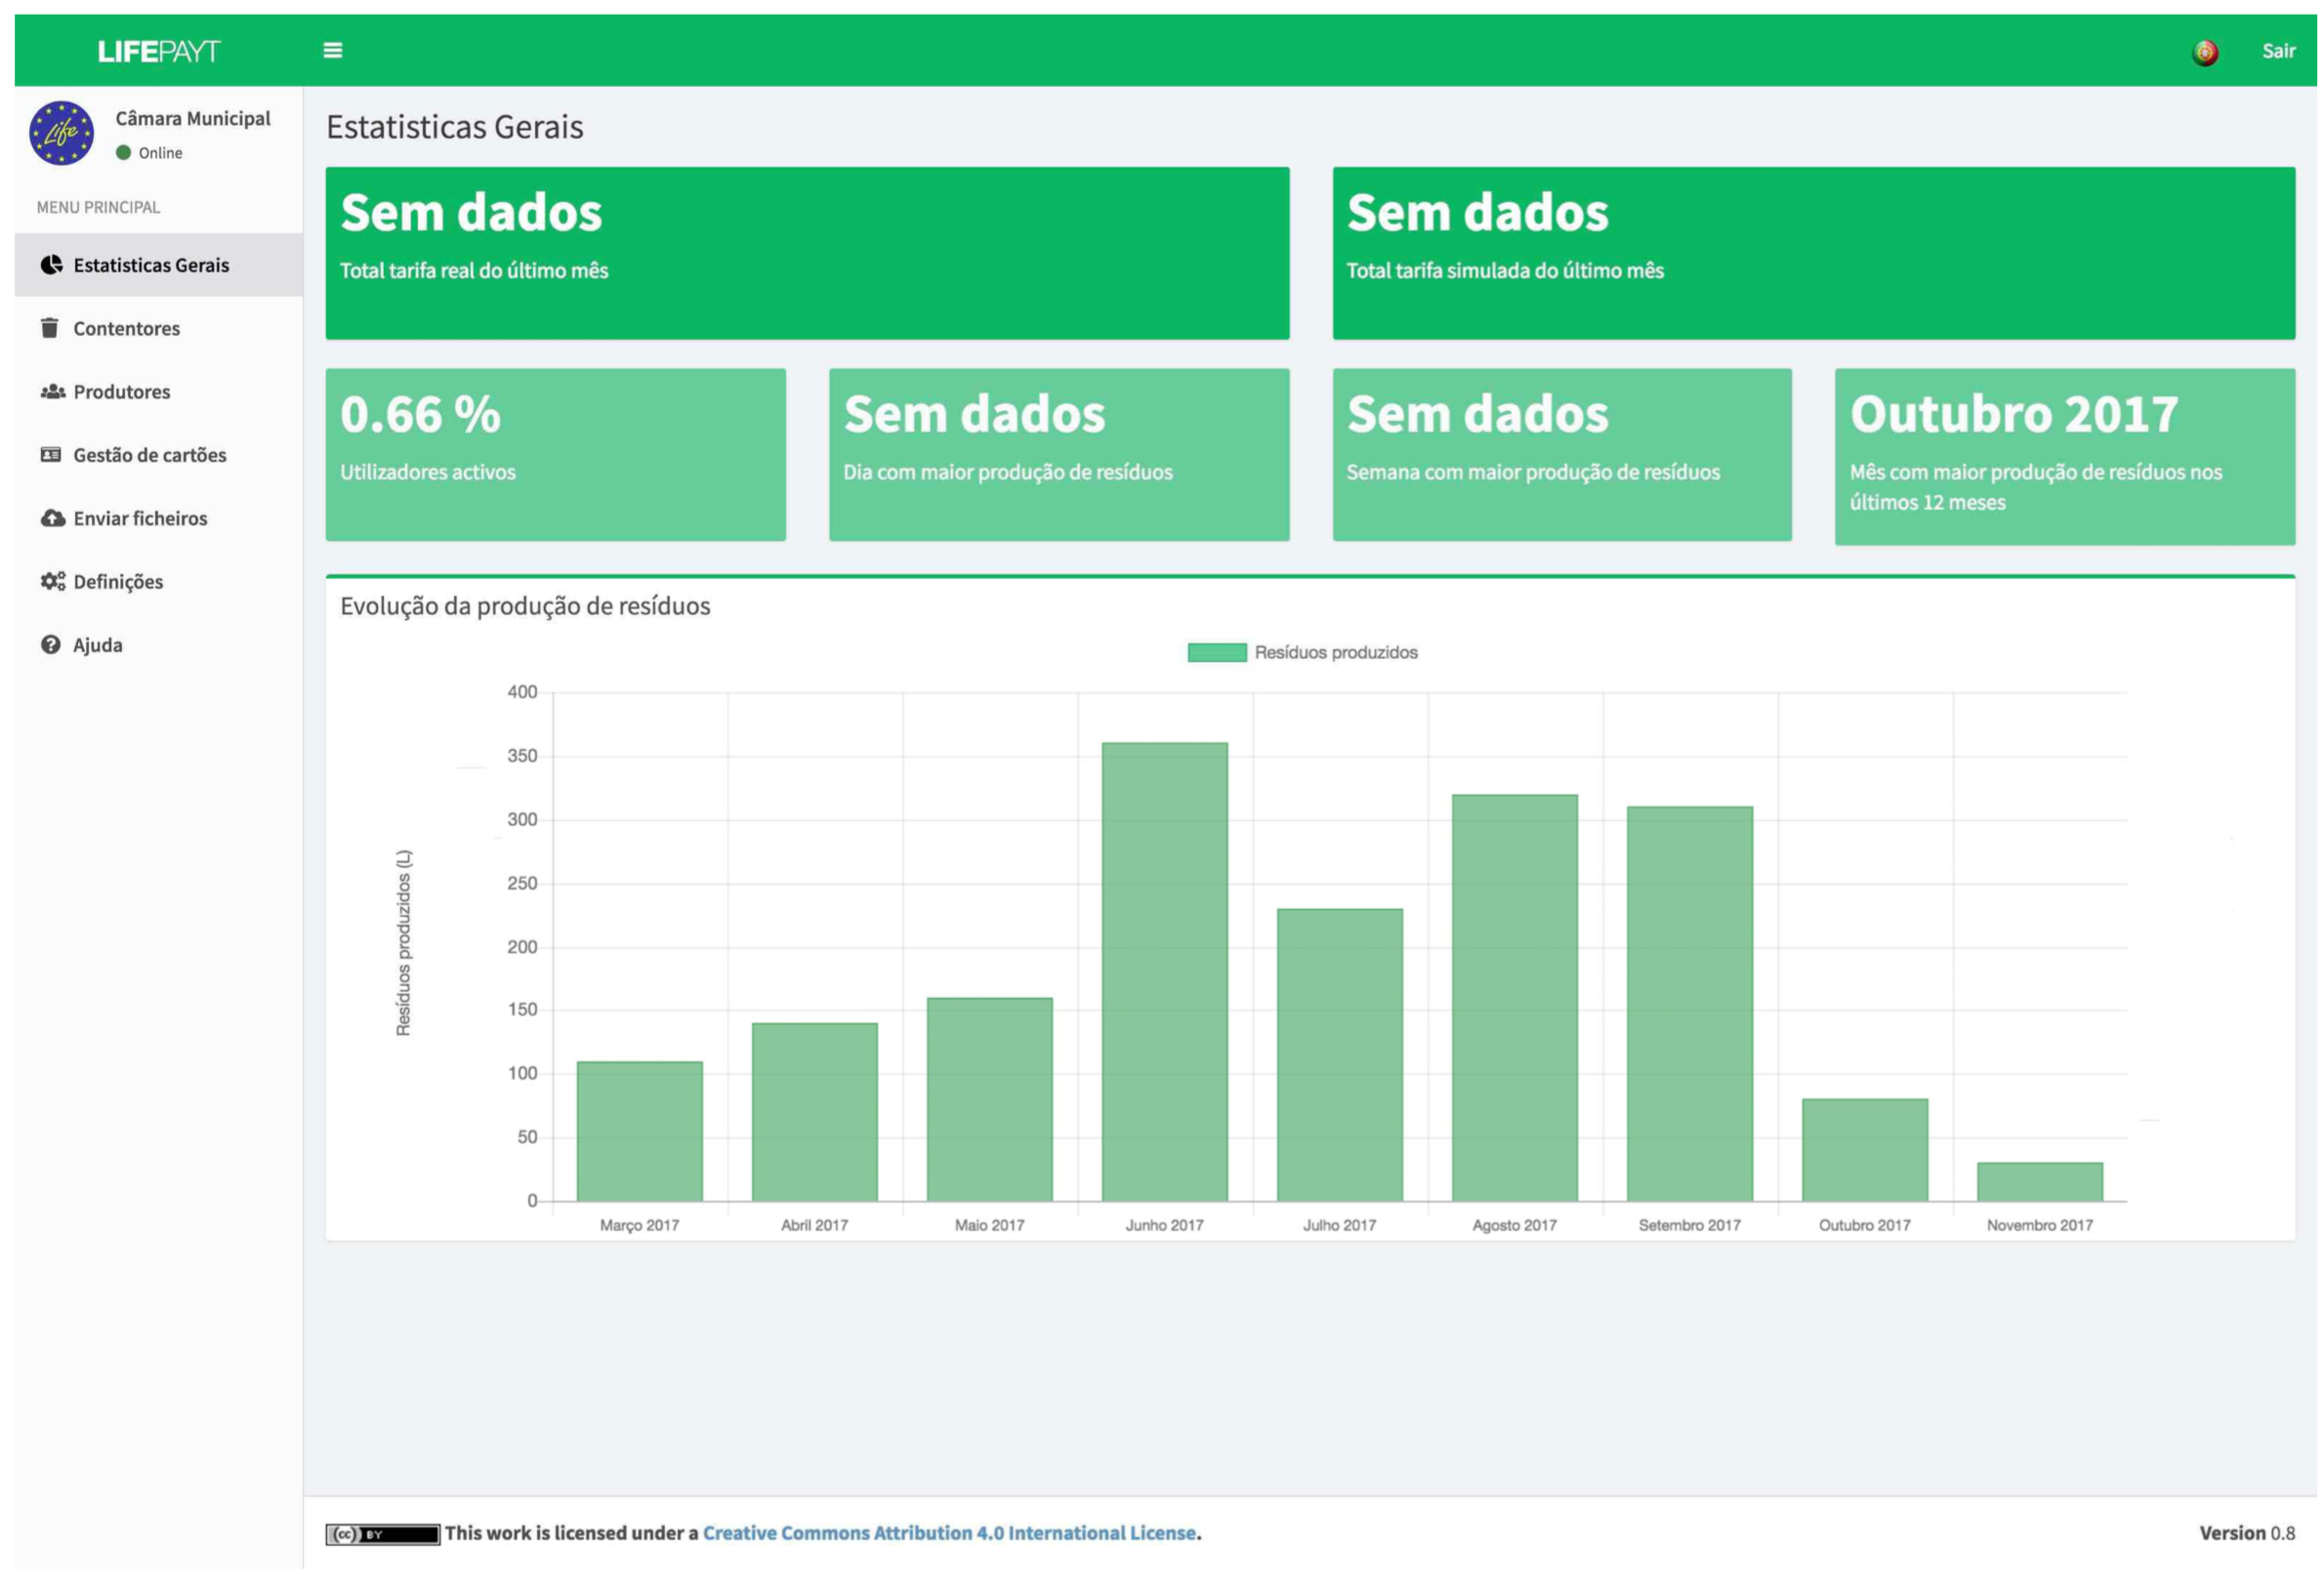 LIFEPAYT
Sair
Life
Câmara Municipal
Online
MENU PRINCIPAL
Estatisticas Gerais
Contentores
Produtores
Gestão de cartões
Enviar ficheiros
Definições
Ajuda
Estatisticas Gerais
Sem dados
Total tarifa real do último mês
Sem dados
Total tarifa simulada do último mês
0.66 %
Utilizadores activos
Sem dados
Dia com maior produção de resíduos
Sem dados
Semana com maior produção de resíduos
Outubro 2017
Mês com maior produção de resíduos nos
últimos 12 meses
Evolução da produção de resíduos
Resíduos produzidos
Resíduos produzidos (L)
400
350
300
250
200
150
100
50
0
Março 2017
Abril 2017
Maio 2017
Junho 2017
Julho 2017
Agosto 2017
Setembro 2017
Outubro 2017
Novembro 2017
(cc) BY
This work is licensed under a Creative Commons Attribution 4.0 International License.
Version 0.8